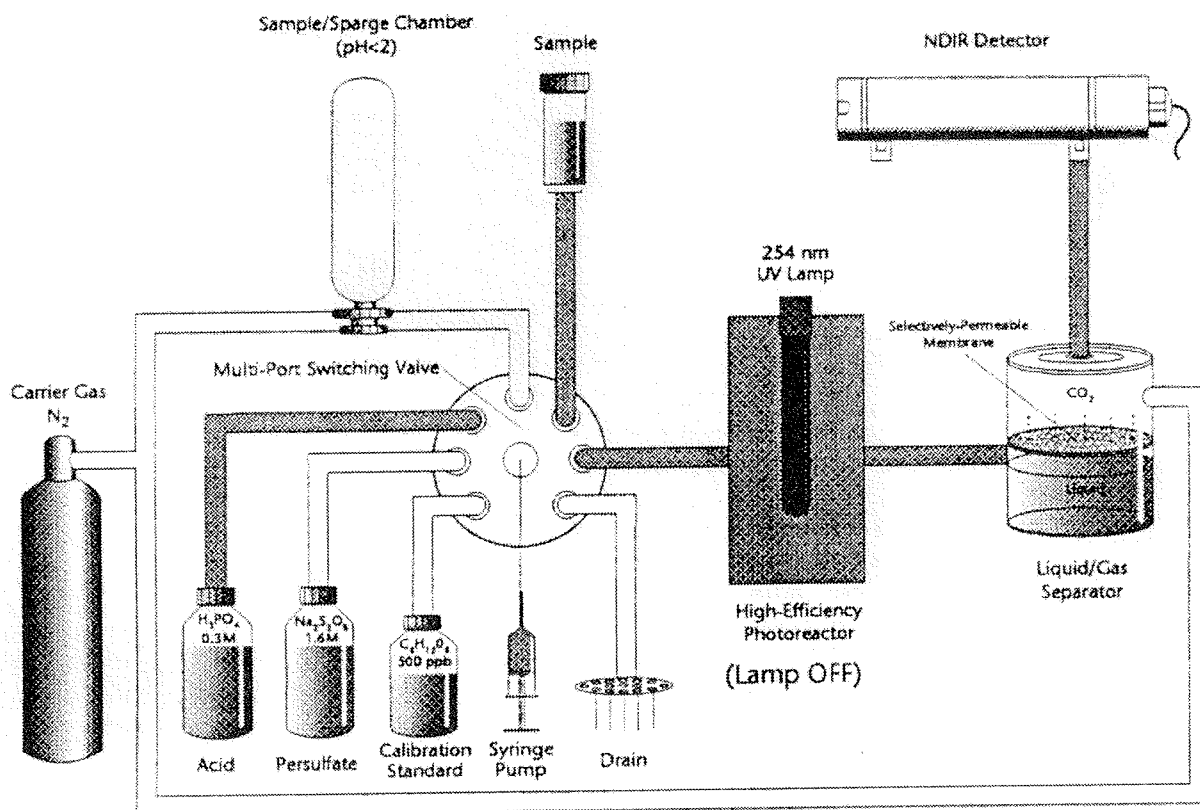 Sample/Sparge Chamber
(pH<2)
Sample
NDIR Detector
254 nm
UV Lamp
Selectively-Permeable
Membrane
Multi-Port Switching Valve
Carrier Gas
N₂
CO₂
Liquid
Liquid/Gas
Separator
High-Efficiency
Photoreactor
(Lamp OFF)
H₃PO₄
0.3M
Na₂S₂O₈
1.6M
C₈H₁₂O₆
500 ppb
Acid
Persulfate
Calibration
Standard
Syringe
Pump
Drain